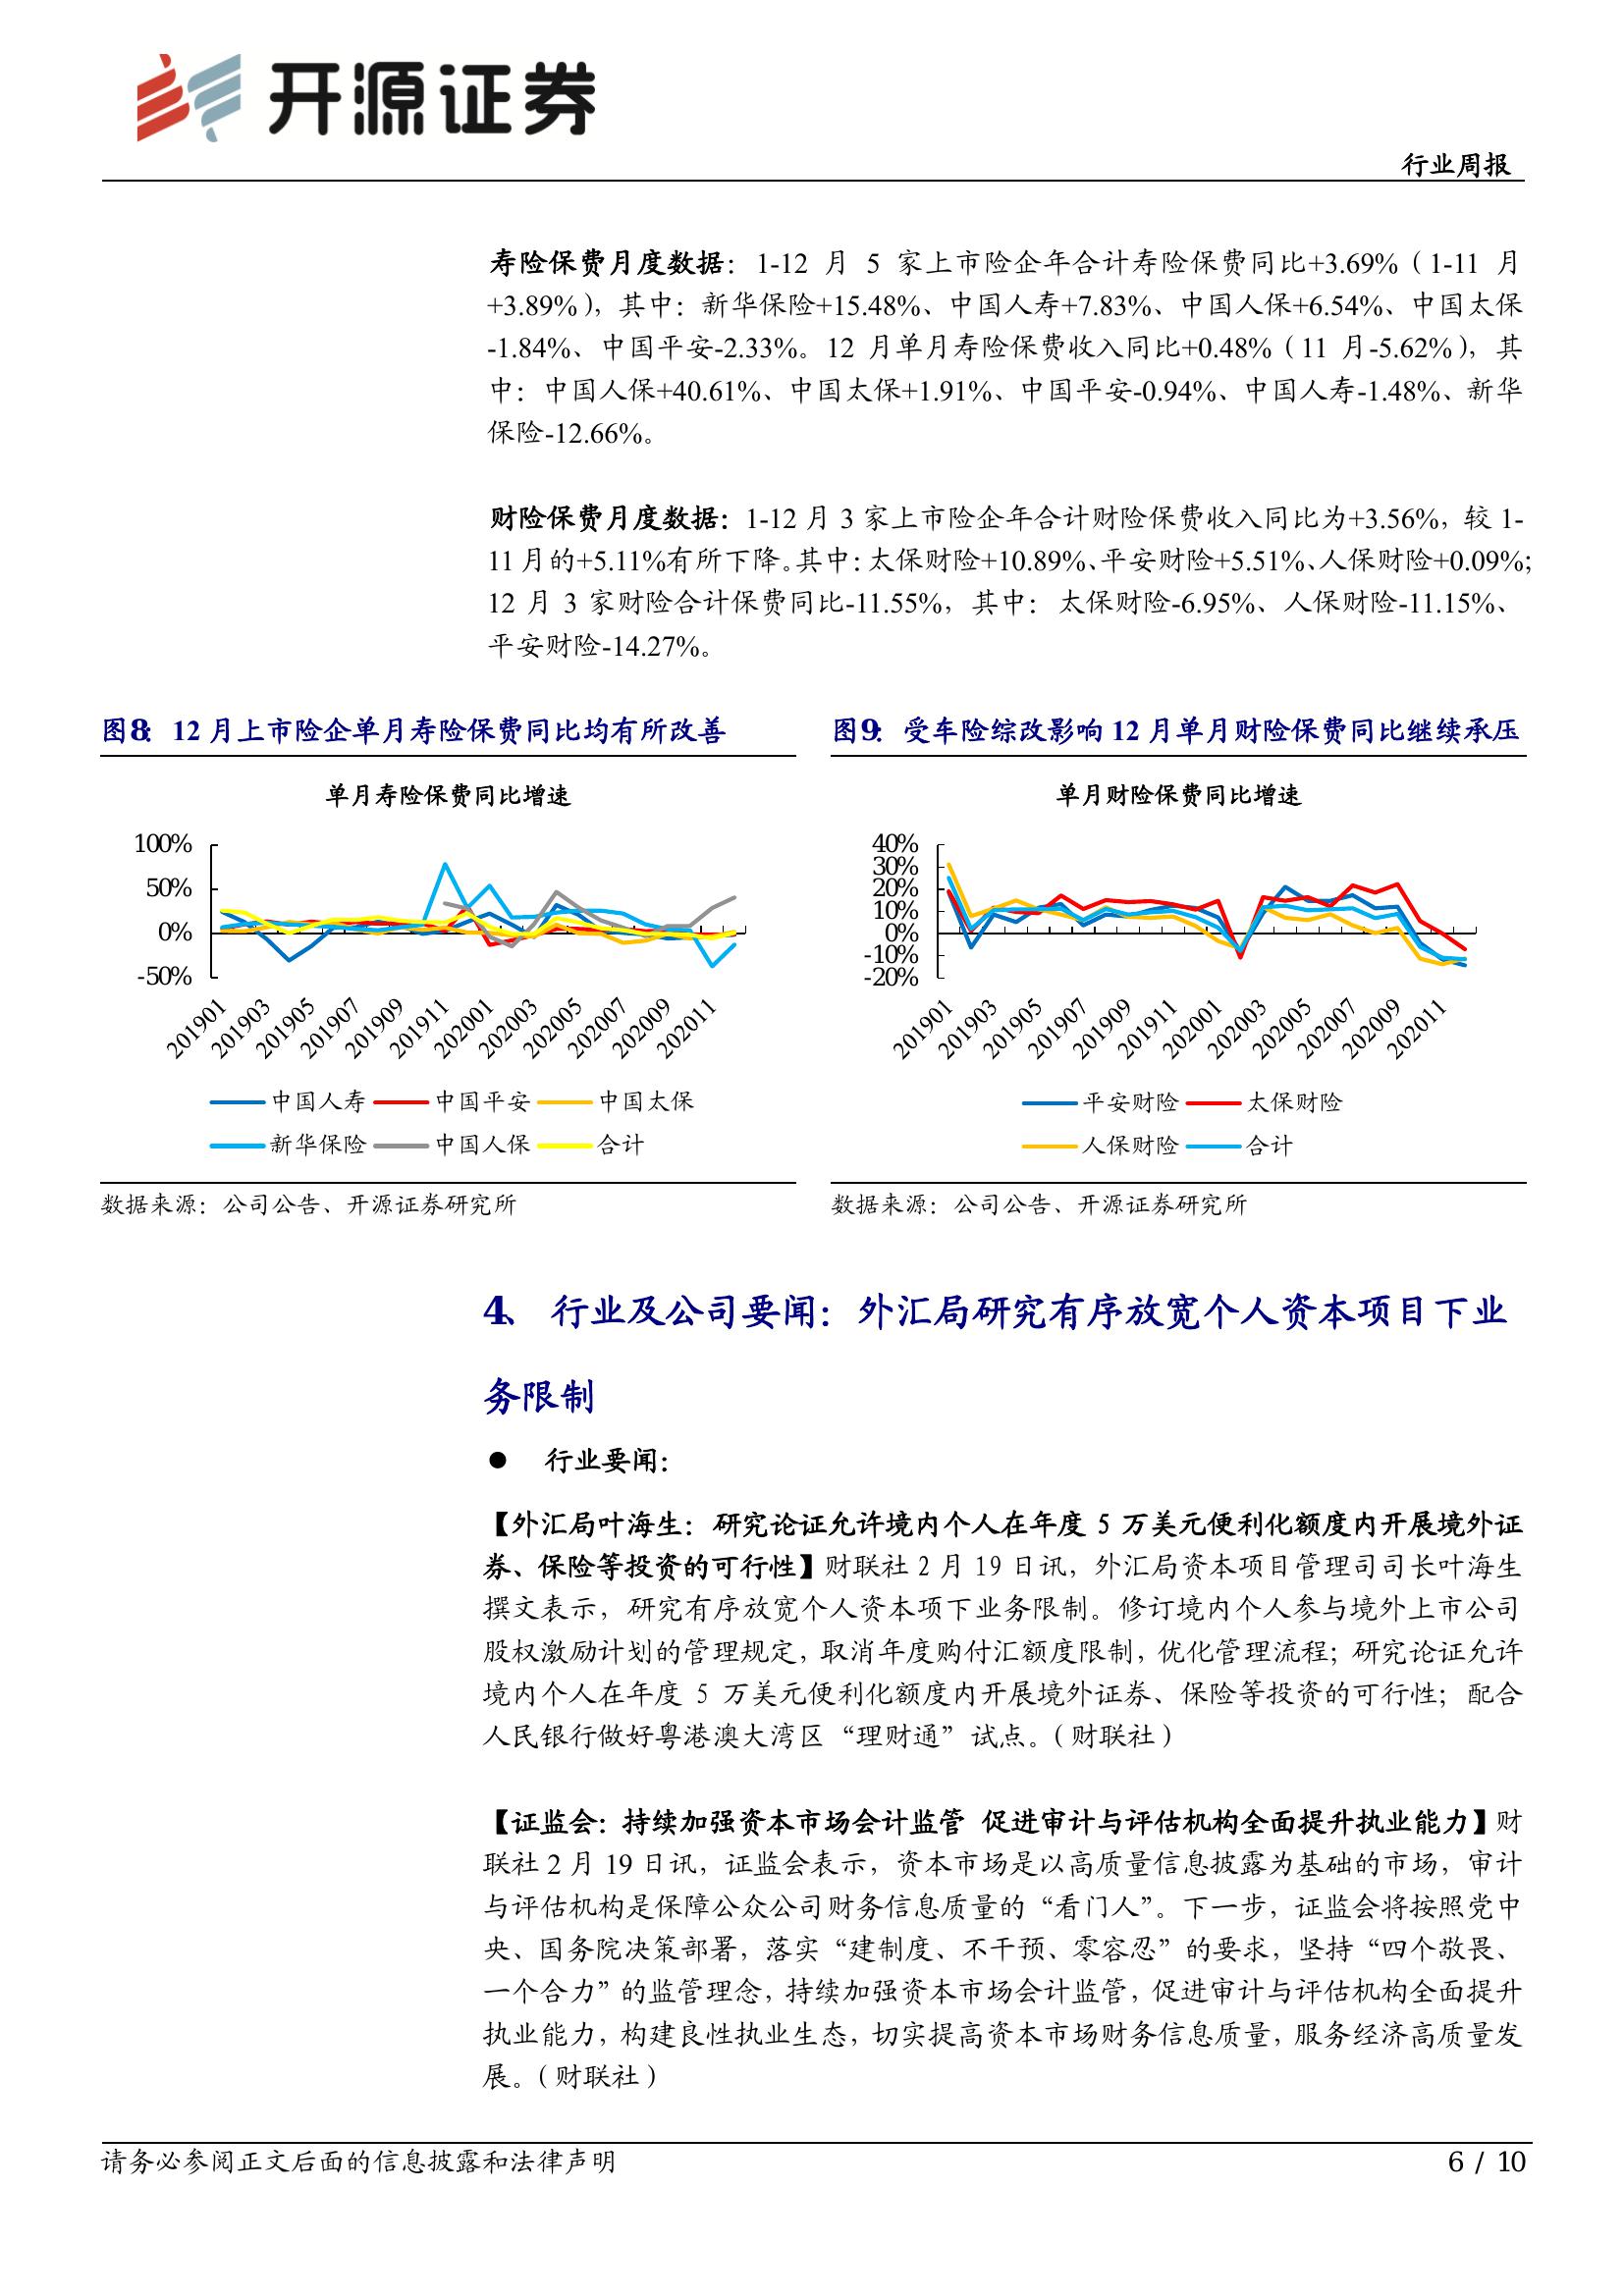 开源证券
行业周报
寿险保费月度数据：1-12 月 5 家上市险企年合计寿险保费同比+3.69%（1-11 月
+3.89%），其中：新华保险+15.48%、中国人寿+7.83%、中国人保+6.54%、中国太保
-1.84%、中国平安-2.33%。12 月单月寿险保费收入同比+0.48%（11 月-5.62%），其
中：中国人保+40.61%、中国太保+1.91%、中国平安-0.94%、中国人寿-1.48%、新华
保险-12.66%。
财险保费月度数据：1-12 月 3 家上市险企年合计财险保费收入同比为+3.56%，较 1-
11 月的+5.11%有所下降。其中：太保财险+10.89%、平安财险+5.51%、人保财险+0.09%;
12 月 3 家财险合计保费同比-11.55%，其中：太保财险-6.95%、人保财险-11.15%、
平安财险-14.27%。
图8：12 月上市险企单月寿险保费同比均有所改善
单月寿险保费同比增速
100%
50%
0%
-50%
201901 201903 201905 201907 201909 201911 202001 202003 202005 202007 202009 202011
中国人寿 中国平安 中国太保
新华保险 中国人保 合计
数据来源：公司公告、开源证券研究所
图9：受车险综改影响 12 月单月财险保费同比继续承压
单月财险保费同比增速
40%
30%
20%
10%
0%
-10%
-20%
201901 201903 201905 201907 201909 201911 202001 202003 202005 202007 202009 202011
平安财险 太保财险
人保财险 合计
数据来源：公司公告、开源证券研究所
4、 行业及公司要闻：外汇局研究有序放宽个人资本项目下业
务限制
● 行业要闻：
【外汇局叶海生：研究论证允许境内个人在年度 5 万美元便利化额度内开展境外证
券、保险等投资的可行性】财联社 2 月 19 日讯，外汇局资本项目管理司司长叶海生
撰文表示，研究有序放宽个人资本项下业务限制。修订境内个人参与境外上市公司
股权激励计划的管理规定，取消年度购付汇额度限制，优化管理流程；研究论证允许
境内个人在年度 5 万美元便利化额度内开展境外证券、保险等投资的可行性；配合
人民银行做好粤港澳大湾区“理财通”试点。（财联社）
【证监会：持续加强资本市场会计监管 促进审计与评估机构全面提升执业能力】财
联社 2 月 19 日讯，证监会表示，资本市场是以高质量信息披露为基础的市场，审计
与评估机构是保障公众公司财务信息质量的“看门人”。下一步，证监会将按照党中
央、国务院决策部署，落实“建制度、不干预、零容忍”的要求，坚持“四个敬畏、
一个合力”的监管理念，持续加强资本市场会计监管，促进审计与评估机构全面提升
执业能力，构建良性执业生态，切实提高资本市场财务信息质量，服务经济高质量发
展。（财联社）
请务必参阅正文后面的信息披露和法律声明
6 / 10